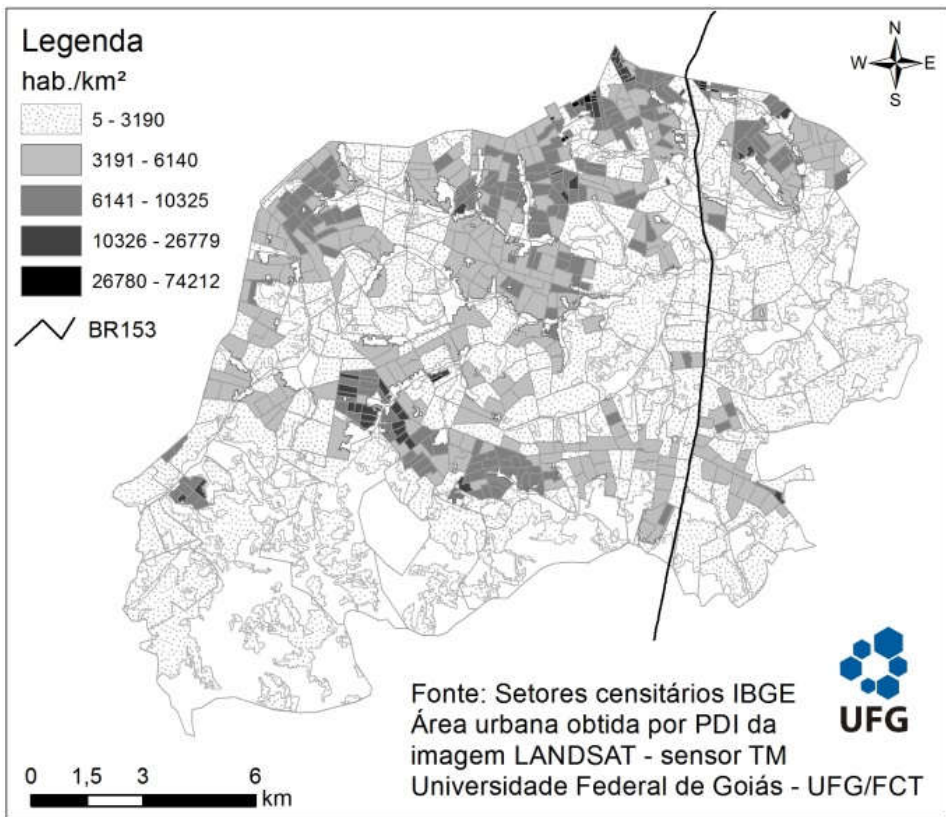 Legenda
hab./km²
5 - 3190
3191 - 6140
6141 - 10325
10326 - 26779
26780 - 74212
BR153
N
W E
S
UFG
Fonte: Setores censitários IBGE
Área urbana obtida por PDI da
imagem LANDSAT - sensor TM
Universidade Federal de Goiás - UFG/FCT
0 1,5 3 6
km